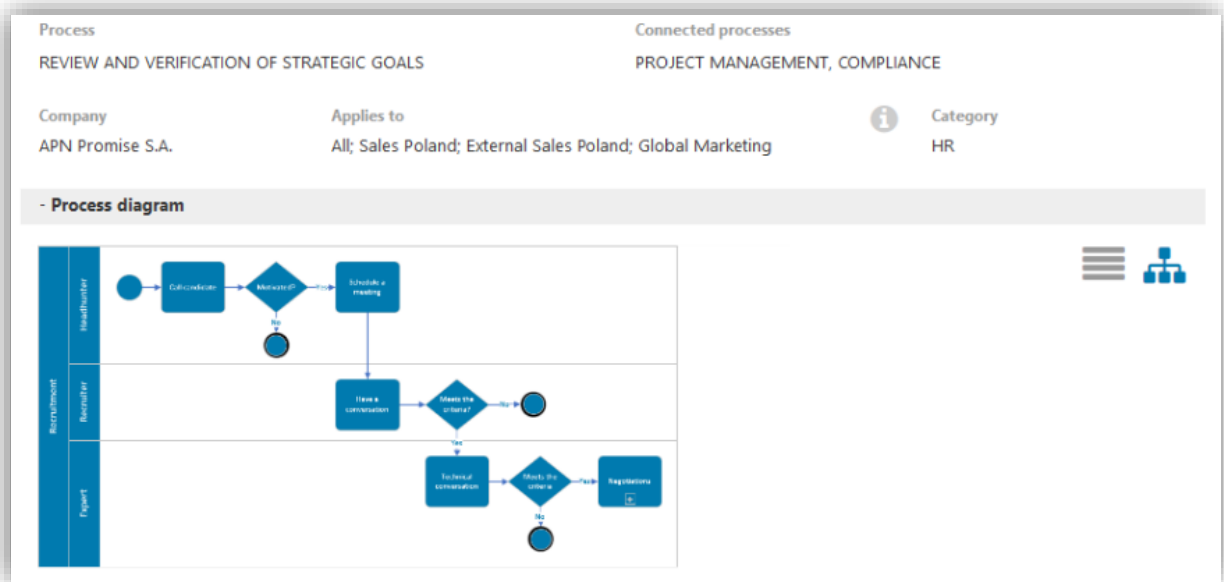 Process
Connected processes
REVIEW AND VERIFICATION OF STRATEGIC GOALS
PROJECT MANAGEMENT, COMPLIANCE
Company
Applies to
Category
APN Promise S.A.
All; Sales Poland; External Sales Poland; Global Marketing
HR
- Process diagram
Recruitment
Headhunter
Call candidate
Motivated?
Yes
Schedule a
meeting
No
Recruiter
Have a
conversation
Meets the
criteria?
No
Yes
Expert
Technical
conversation
Meets the
criteria
Yes
Negotiations
No